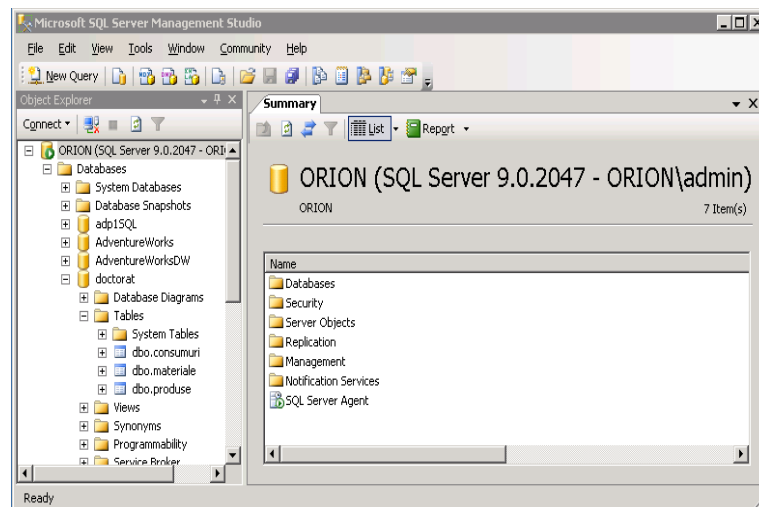 Microsoft SQL Server Management Studio
File Edit View Tools Window Community Help
New Query
Object Explorer
Connect
ORION (SQL Server 9.0.2047 - ORI
Databases
System Databases
Database Snapshots
adp1SQL
AdventureWorks
AdventureWorksDW
doctorat
Database Diagrams
Tables
System Tables
dbo.consumuri
dbo.materiale
dbo.produse
Views
Synonyms
Programmability
Service Broker
Summary
List Report
ORION (SQL Server 9.0.2047 - ORION\admin)
ORION 7 Item(s)
Name
Databases
Security
Server Objects
Replication
Management
Notification Services
SQL Server Agent
Ready